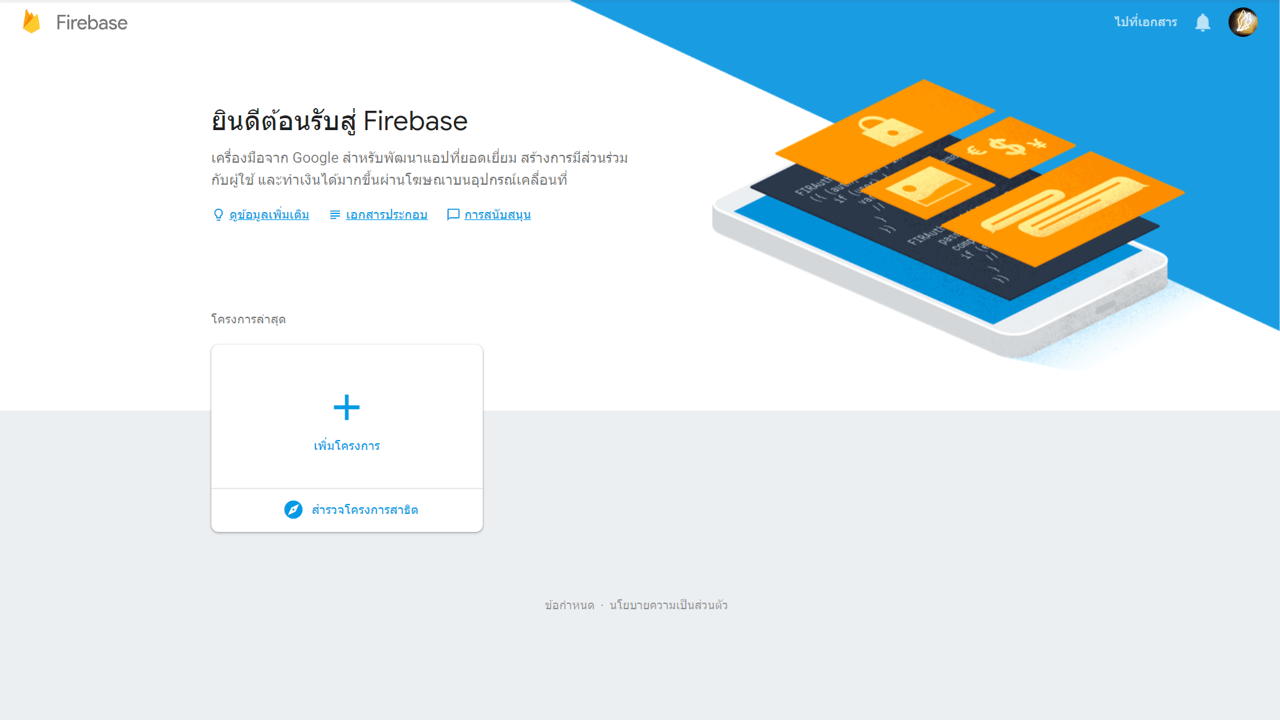 Firebase
ไปที่เอกสาร
ยินดีต้อนรับสู่ Firebase
เครื่องมือจาก Google สำหรับพัฒนาแอปที่ยอดเยี่ยม สร้างการมีส่วนร่วม
กับผู้ใช้ และทำเงินได้มากขึ้นผ่านโฆษณาบนอุปกรณ์เคลื่อนที่
ดูข้อมูลเพิ่มเติม เอกสารประกอบ การสนับสนุน
โครงการล่าสุด
เพิ่มโครงการ
สำรวจโครงการสาธิต
ข้อกำหนด · นโยบายความเป็นส่วนตัว